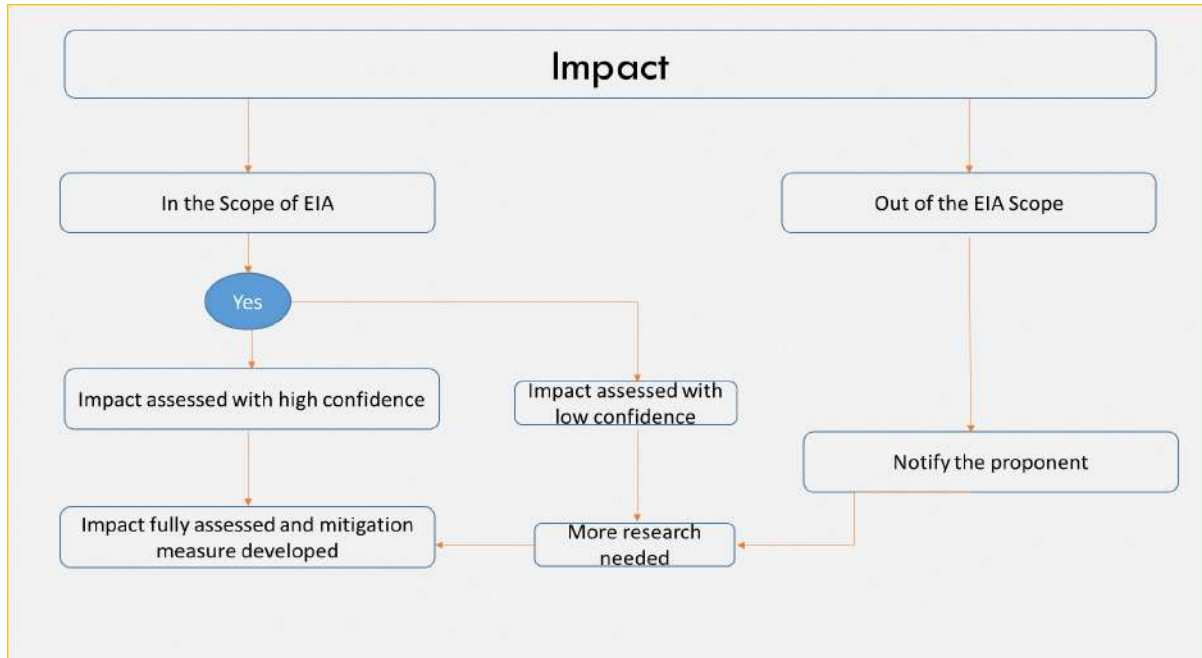 Impact
In the Scope of EIA
Out of the EIA Scope
Yes
Impact assessed with high confidence
Impact assessed with
low confidence
Notify the proponent
Impact fully assessed and mitigation
measure developed
More research
needed